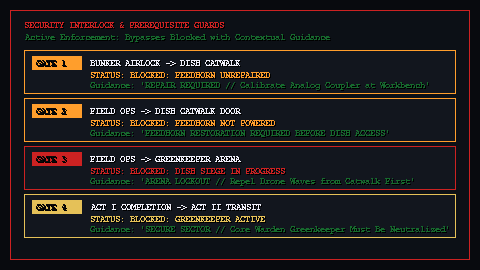 SECURITY INTERLOCK & PREREQUISITE GUARDS
Active Enforcement: Bypasses Blocked with Contextual Guidance
GATE 1
BUNKER AIRLOCK -> DISH CATWALK
STATUS: BLOCKED: FEEDHORN UNREPAIRED
Guidance: 'REPAIR REQUIRED // Calibrate Analog Coupler at Workbench'
GATE 2
FIELD OPS -> DISH CATWALK DOOR
STATUS: BLOCKED: FEEDHORN NOT POWERED
Guidance: 'FEEDHORN RESTORATION REQUIRED BEFORE DISH ACCESS'
GATE 3
FIELD OPS -> GREENKEEPER ARENA
STATUS: BLOCKED: DISH SIEGE IN PROGRESS
Guidance: 'ARENA LOCKOUT // Repel Drone Waves from Catwalk First'
GATE 4
ACT I COMPLETION -> ACT II TRANSIT
STATUS: BLOCKED: GREENKEEPER ACTIVE
Guidance: 'SECURE SECTOR // Core Warden Greenkeeper Must Be Neutralized'